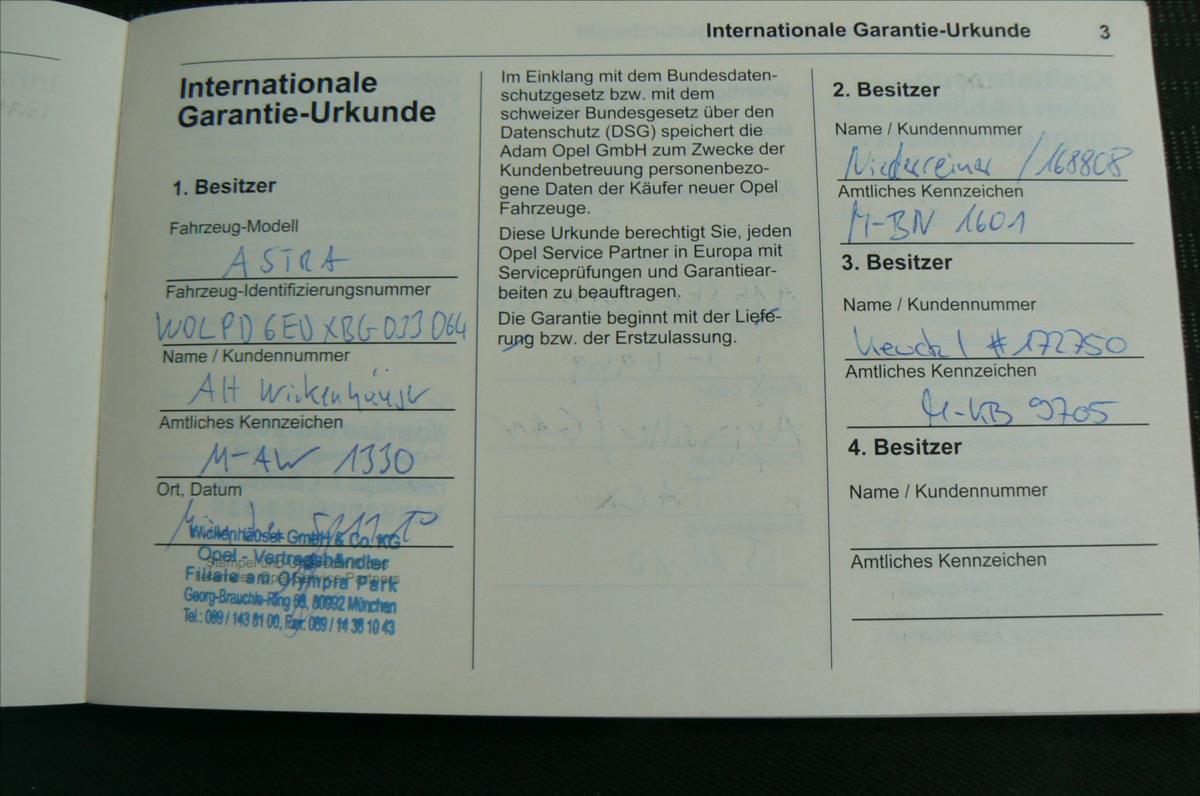 Internationale Garantie-Urkunde 3
Internationale
Garantie-Urkunde
1. Besitzer
Fahrzeug-Modell
ASTRA
Fahrzeug-Identifizierungsnummer
W0LPD6EUXBG033064
Name / Kundennummer
AH Wickenhäuser
Amtliches Kennzeichen
M-AW 1330
Ort, Datum
Wickenhäuser GmbH & Co. KG
Opel - Vertragshändler
Filiale am Olympia Park
Georg-Brauchle-Ring 68, 80992 München
Tel.: 089 / 143 81 00, Fax: 089 / 14 38 10 43
Im Einklang mit dem Bundesdaten-
schutzgesetz bzw. mit dem
schweizer Bundesgesetz über den
Datenschutz (DSG) speichert die
Adam Opel GmbH zum Zwecke der
Kundenbetreuung personenbezo-
gene Daten der Käufer neuer Opel
Fahrzeuge.
Diese Urkunde berechtigt Sie, jeden
Opel Service Partner in Europa mit
Serviceprüfungen und Garantiear-
beiten zu beauftragen.
Die Garantie beginnt mit der Liefe-
rung bzw. der Erstzulassung.
2. Besitzer
Name / Kundennummer
Niederreiner / 168808
Amtliches Kennzeichen
M-BN 1601
3. Besitzer
Name / Kundennummer
# 172750
Amtliches Kennzeichen
M-KB 9705
4. Besitzer
Name / Kundennummer
Amtliches Kennzeichen